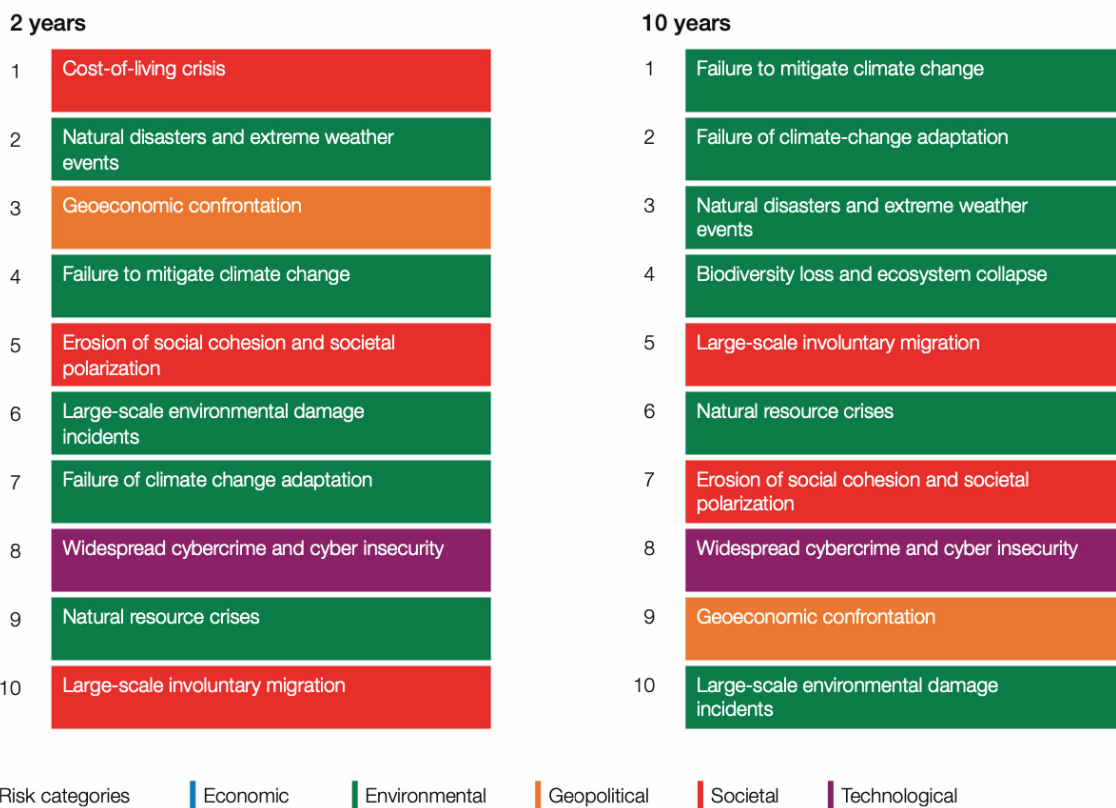 2 years
1
Cost-of-living crisis
2
Natural disasters and extreme weather
events
3
Geoeconomic confrontation
4
Failure to mitigate climate change
5
Erosion of social cohesion and societal
polarization
6
Large-scale environmental damage
incidents
7
Failure of climate change adaptation
8
Widespread cybercrime and cyber insecurity
9
Natural resource crises
10
Large-scale involuntary migration
10 years
1
Failure to mitigate climate change
2
Failure of climate-change adaptation
3
Natural disasters and extreme weather
events
4
Biodiversity loss and ecosystem collapse
5
Large-scale involuntary migration
6
Natural resource crises
7
Erosion of social cohesion and societal
polarization
8
Widespread cybercrime and cyber insecurity
9
Geoeconomic confrontation
10
Large-scale environmental damage
incidents
Risk categories Economic Environmental Geopolitical Societal Technological